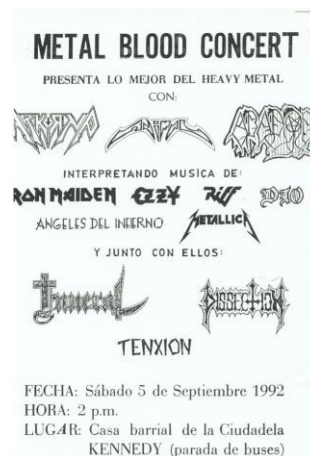 METAL BLOOD CONCERT
PRESENTA LO MEJOR DEL HEAVY METAL
CON:
INTERPRETANDO MUSICA DE:
IRON MAIDEN OZZY Riff DIO
ANGELES DEL INFIERNO METALLICA
Y JUNTO CON ELLOS:
Funeral DISSECTION
TENXION
FECHA: Sábado 5 de Septiembre 1992
HORA: 2 p.m.
LUGAR: Casa barrial de la Ciudadela
KENNEDY (parada de buses)